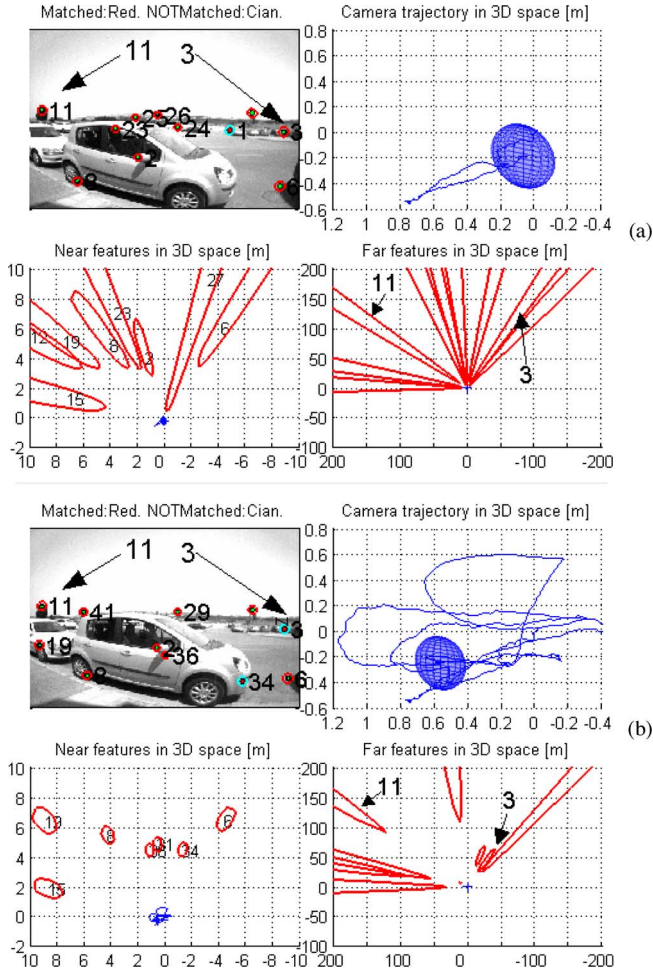 Matched:Red. NOTMatched:Cian.
Camera trajectory in 3D space [m]
11 3
11 25 26 23 24 1 3 2 8 6
0.8
0.6
0.4
0.2
0
-0.2
-0.4
-0.6
1.2 1 0.8 0.6 0.4 0.2 0 -0.2 -0.4
(a)
Near features in 3D space [m]
Far features in 3D space [m]
10
8
6
4
2
0
-2
27
23
12 19 8 2 6
15
10 8 6 4 2 0 -2 -4 -6 -8 -10
200
150
100
50
0
-50
-100
11
3
200 100 0 -100 -200
Matched:Red. NOTMatched:Cian.
Camera trajectory in 3D space [m]
11 3
11 41 29 3
19 2 36
8 34 6
0.8
0.6
0.4
0.2
0
-0.2
-0.4
-0.6
1.2 1 0.8 0.6 0.4 0.2 0 -0.2 -0.4
(b)
Near features in 3D space [m]
Far features in 3D space [m]
10
8
6
4
2
0
-2
19 8 6
34
15
10 8 6 4 2 0 -2 -4 -6 -8 -10
200
150
100
50
0
-50
-100
11
3
200 100 0 -100 -200